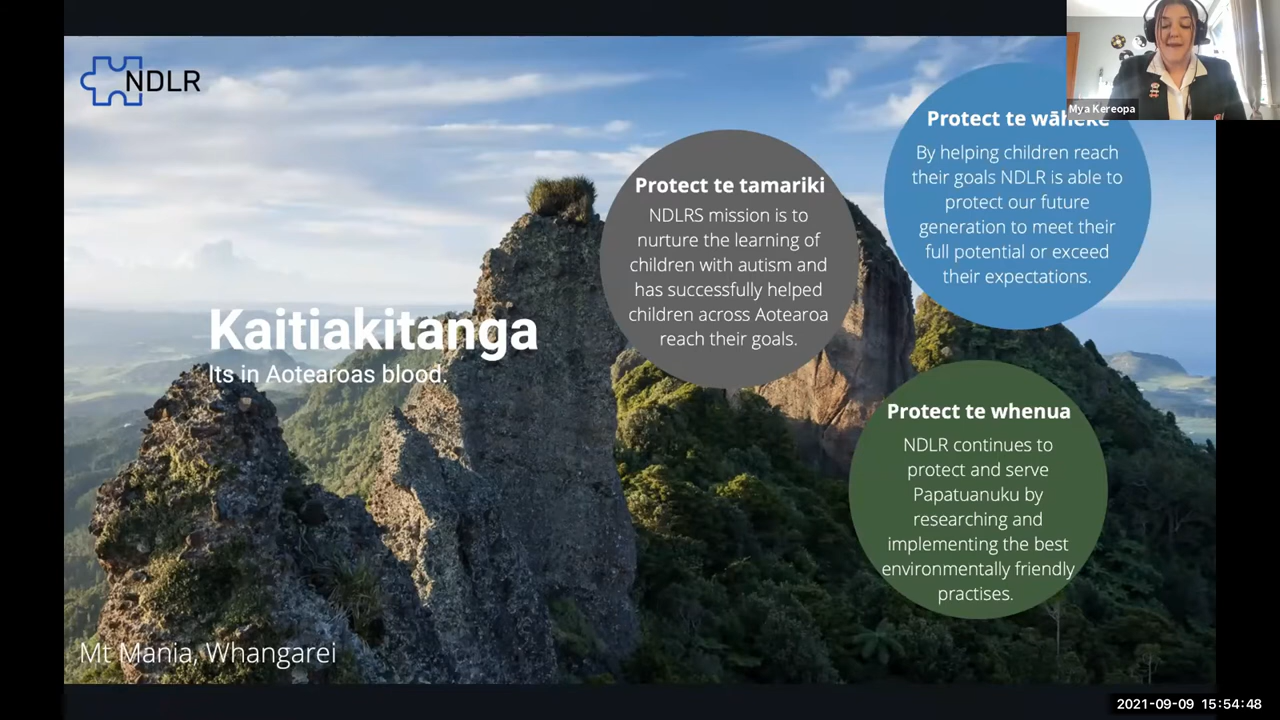 NDLR
Mya Kereopa
Protect te
By helping children reach
their goals NDLR is able to
protect our future
generation to meet their
full potential or exceed
their expectations.
Protect te tamariki
NDLRS mission is to
nurture the learning of
children with autism and
has successfully helped
children across Aotearoa
reach their goals.
Kaitiakitanga
Its in Aotearoas blood.
Protect te whenua
NDLR continues to
protect and serve
Papatuanuku by
researching and
implementing the best
environmentally friendly
practises.
Mt Mania, Whangarei
2021-09-09 15:54:48